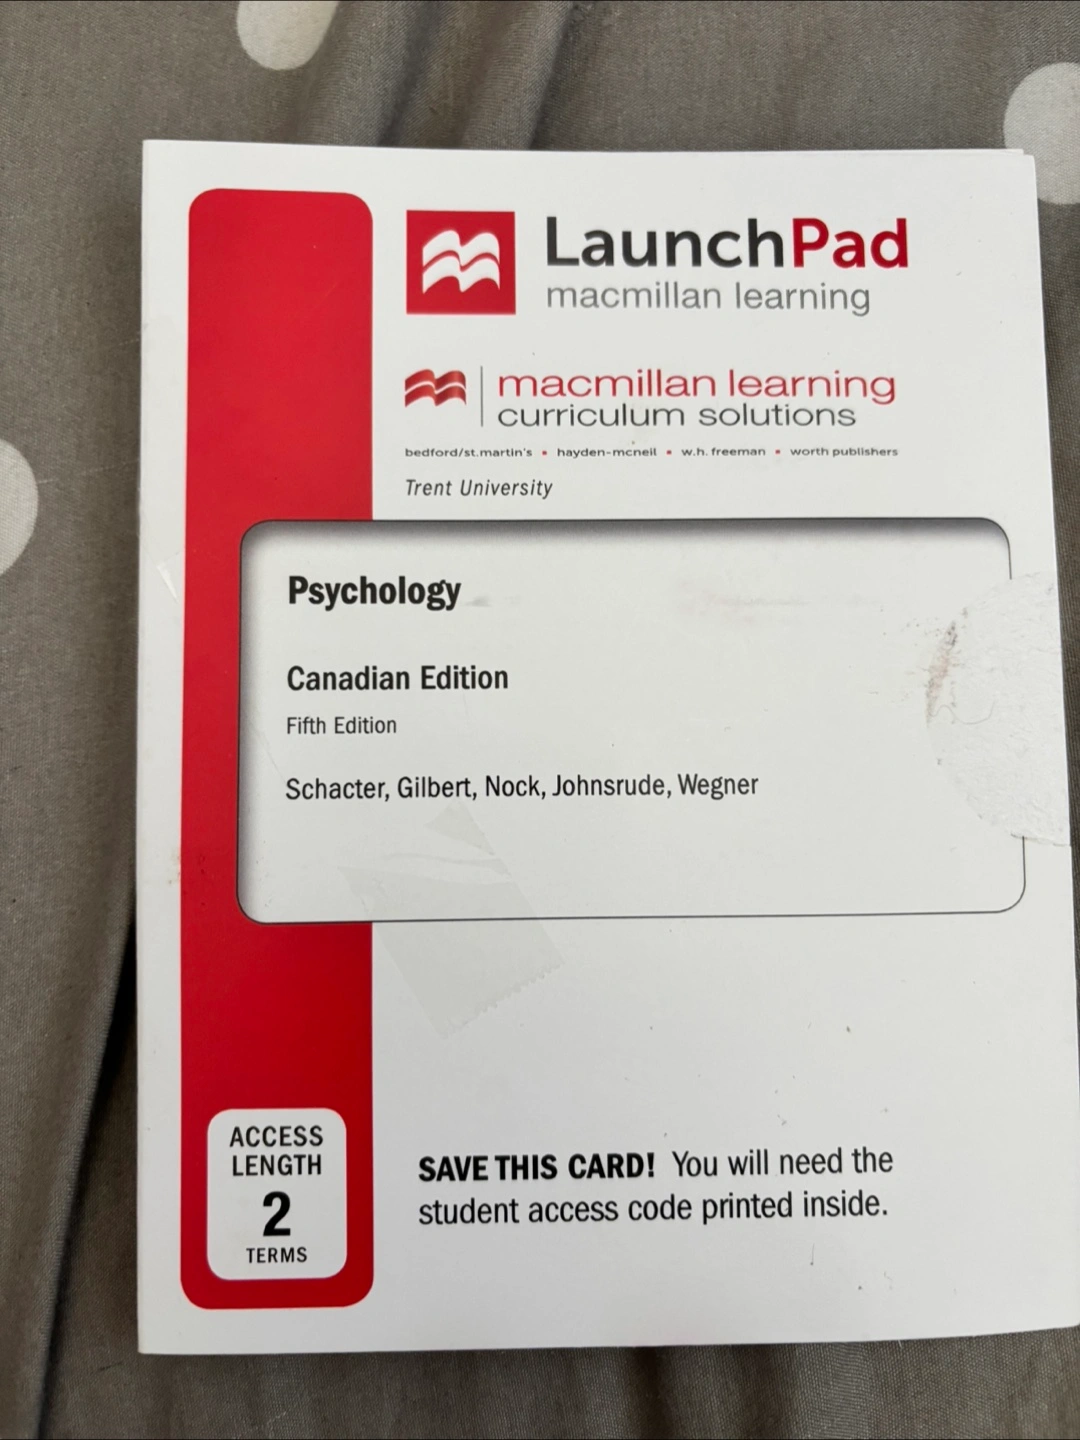 LaunchPad
macmillan learning
macmillan learning
curriculum solutions
bedford/st.martin's • hayden-mcneil • w.h. freeman • worth publishers
Trent University
Psychology
Canadian Edition
Fifth Edition
Schacter, Gilbert, Nock, Johnsrude, Wegner
ACCESS
LENGTH
2
TERMS
SAVE THIS CARD! You will need the
student access code printed inside.